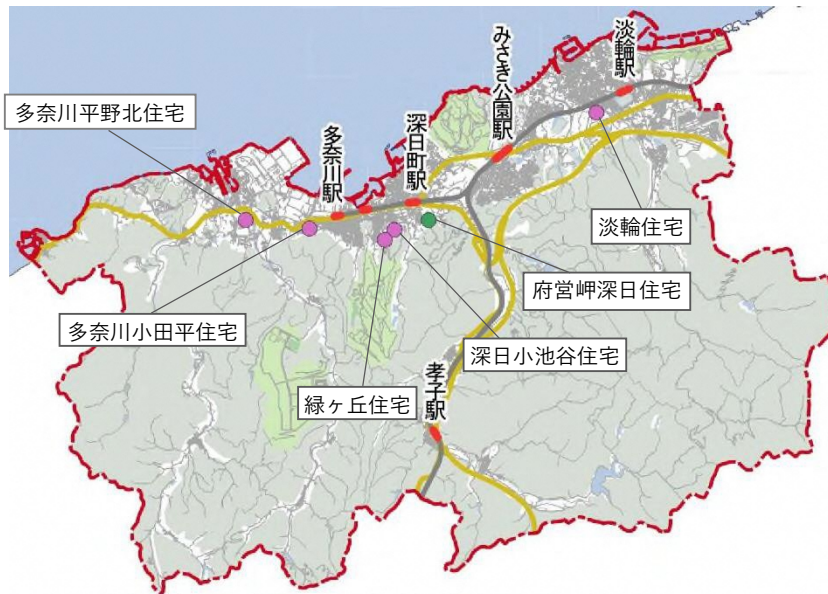 淡輪駅
みさき公園駅
多奈川平野北住宅
多奈川駅
深日町駅
淡輪住宅
府営岬深日住宅
多奈川小田平住宅
深日小池谷住宅
緑ヶ丘住宅
孝子駅